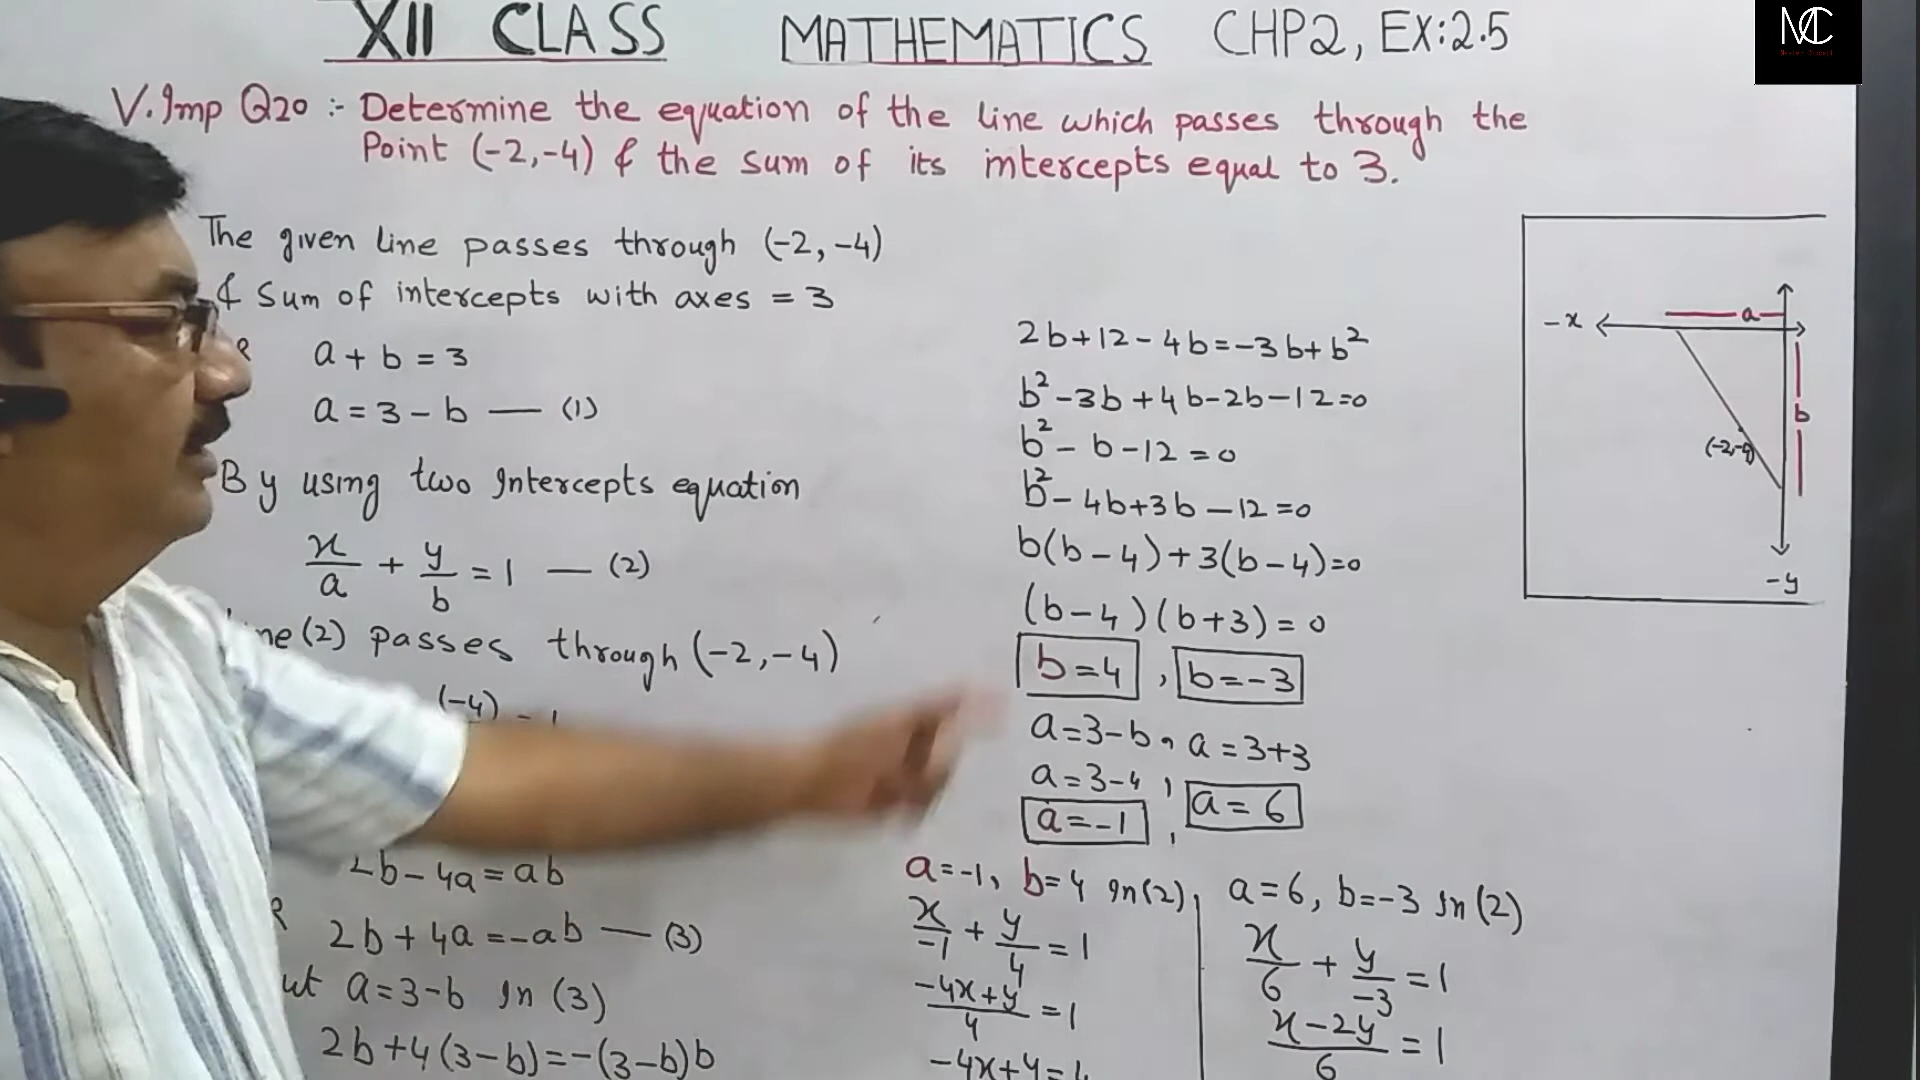 XII CLASS MATHEMATICS CHP2, EX:2.5
V.Imp Q20 :- Determine the equation of the line which passes through the
Point (-2,-4) & the sum of its intercepts equal to 3.
The given line passes through (-2,-4)
& Sum of intercepts with axes = 3
a + b = 3
a = 3 - b — (1)
By using two Intercepts equation
x/a + y/b = 1 — (2)
(2) passes through (-2,-4)
(-4)
2b - 4a = ab
2b + 4a = -ab — (3)
a = 3-b In (3)
2b+4(3-b)=-(3-b)b
2b+12-4b=-3b+b²
b²-3b+4b-2b-12=0
b²-b-12=0
b²-4b+3b-12=0
b(b-4)+3(b-4)=0
(b-4)(b+3)=0
b=4, b=-3
a=3-b, a=3+3
a=3-4, a=6
a=-1,
a=-1, b=4 In(2),
x/-1 + y/4 = 1
-4x+y/4 = 1
-4x+y=4
a=6, b=-3 In (2)
x/6 + y/-3 = 1
x-2y/6 = 1
-x
a
b
(-2,-4)
-y
MC